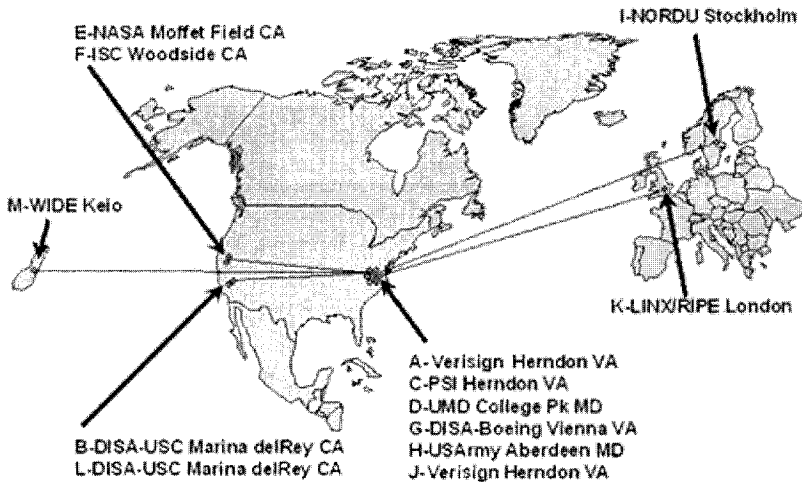 E-NASA Moffet Field CA
F-ISC Woodside CA
I-NORDU Stockholm
M-WIDE Keio
K-LINX/RIPE London
A-Verisign Herndon VA
C-PSI Herndon VA
D-UMD College Pk MD
G-DISA-Boeing Vienna VA
H-USArmy Aberdeen MD
J-Verisign Herndon VA
B-DISA-USC Marina delRey CA
L-DISA-USC Marina delRey CA